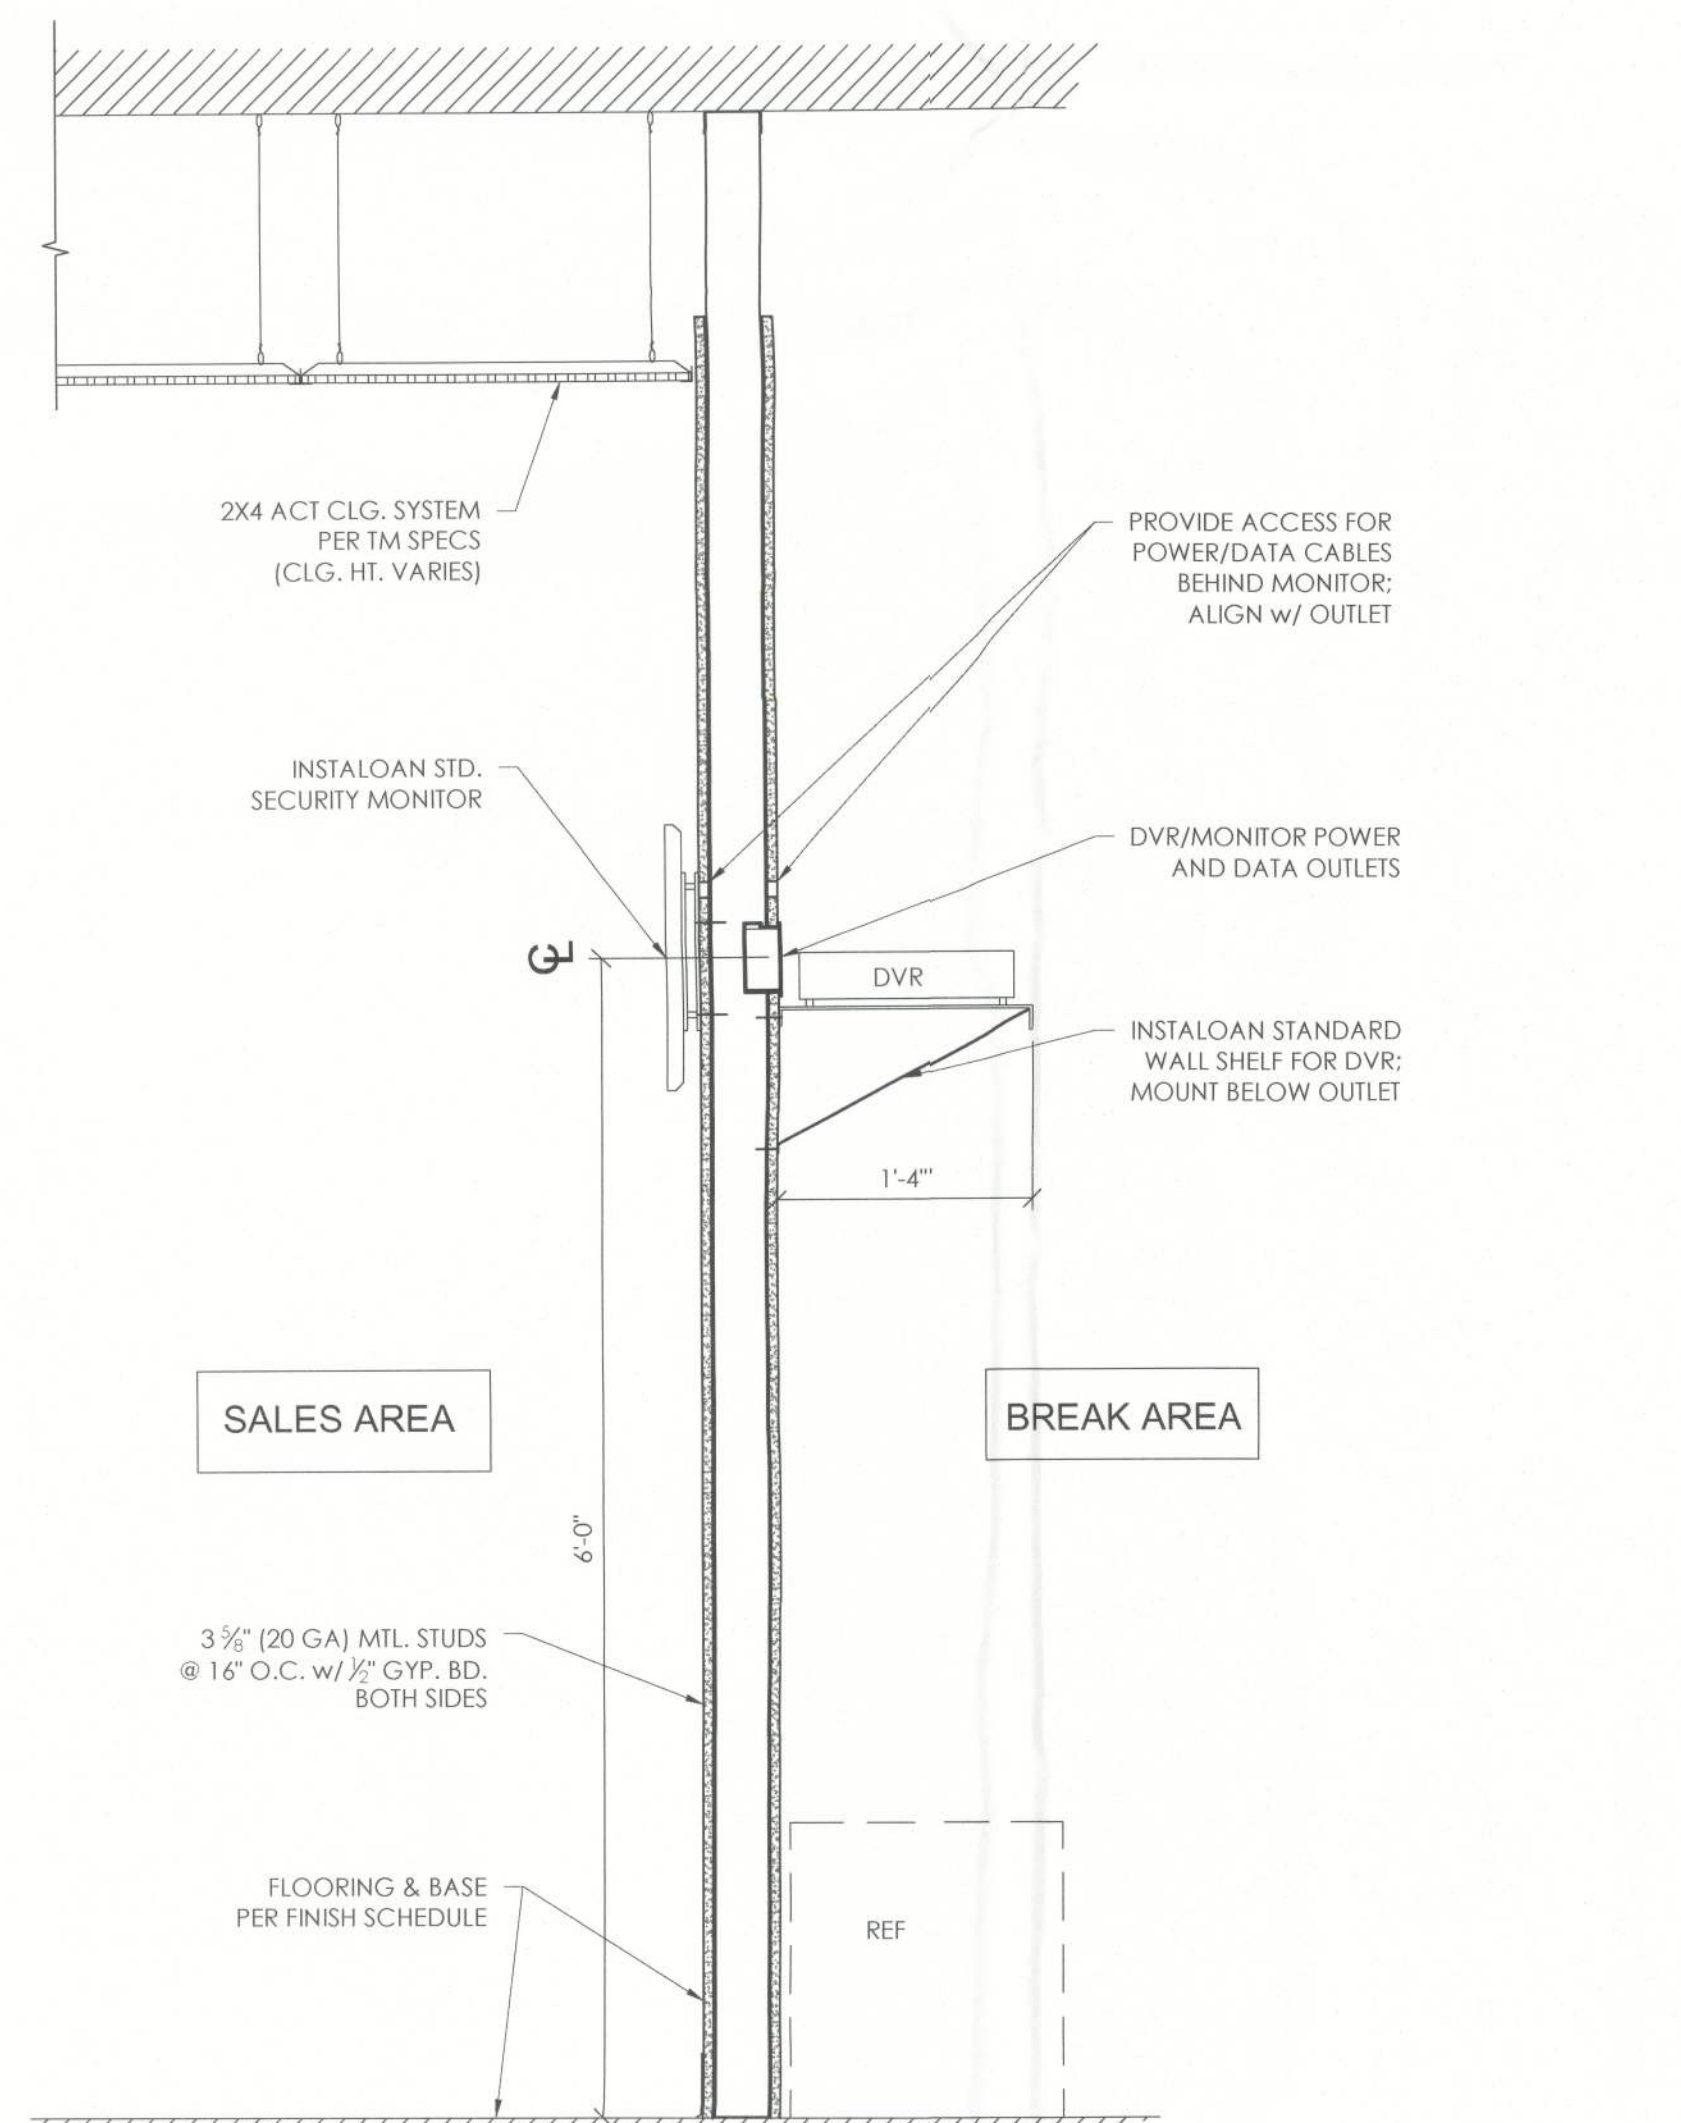 2X4 ACT CLG. SYSTEM
PER TM SPECS
(CLG. HT. VARIES)
PROVIDE ACCESS FOR
POWER/DATA CABLES
BEHIND MONITOR;
ALIGN w/ OUTLET
INSTALOAN STD.
SECURITY MONITOR
DVR/MONITOR POWER
AND DATA OUTLETS
CL
DVR
INSTALOAN STANDARD
WALL SHELF FOR DVR;
MOUNT BELOW OUTLET
1'-4"'
SALES AREA
BREAK AREA
6'-0"
3 5/8" (20 GA) MTL. STUDS
@ 16" O.C. w/ 1/2" GYP. BD.
BOTH SIDES
FLOORING & BASE
PER FINISH SCHEDULE
REF